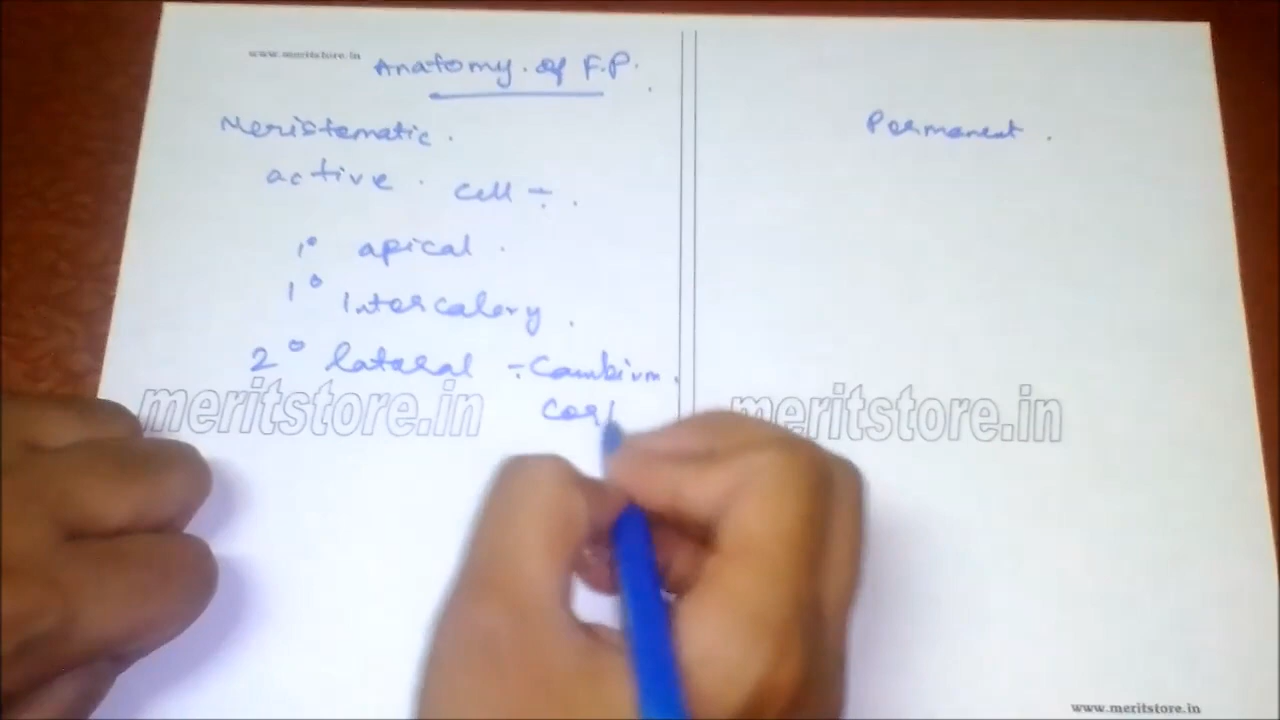 www.meritstore.in
Anatomy of F.P.
Meristematic.
active. Cell ÷.
1° apical.
1° Intercalery.
2° lateral ÷ Cambium.
meritstore.in
Permanent.
meritstore.in
www.meritstore.in